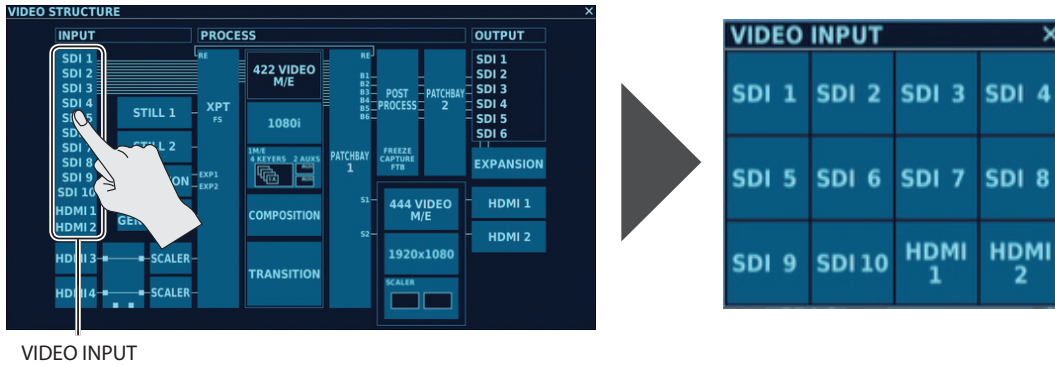 VIDEO STRUCTURE ×
INPUT
PROCESS
OUTPUT
SDI 1
SDI 2
SDI 3
SDI 4
SDI 7
SDI 8
SDI 9
SDI 10
HDMI 1
HDMI 2
HDMI 3
HDMI 4
STILL 1
SCALER
SCALER
RE
XPT
FS
EXP1
EXP2
422 VIDEO
M/E
1080i
1M/E
4 KEYERS 2 AUXS
COMPOSITION
TRANSITION
RE
B1
B2
B3
B4
B5
B6
PATCHBAY
1
S1
S2
POST
PROCESS
FREEZE
CAPTURE
FTB
PATCHBAY
2
444 VIDEO
M/E
1920x1080
SCALER
SDI 1
SDI 2
SDI 3
SDI 4
SDI 5
SDI 6
EXPANSION
HDMI 1
HDMI 2
VIDEO INPUT
VIDEO INPUT ×
SDI 1 SDI 2 SDI 3 SDI 4
SDI 5 SDI 6 SDI 7 SDI 8
SDI 9 SDI 10 HDMI 1 HDMI 2